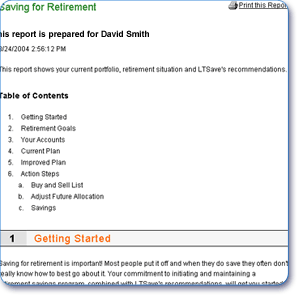 Saving for Retirement
Print this Repor
his report is prepared for David Smith
8/24/2004 2:56:12 PM
This report shows your current portfolio, retirement situation and LTSave's recommendations.
Table of Contents
1. Getting Started
2. Retirement Goals
3. Your Accounts
4. Current Plan
5. Improved Plan
6. Action Steps
a. Buy and Sell List
b. Adjust Future Allocation
c. Savings
1 Getting Started
Saving for retirement is important! Most people put it off and when they do save they often don't
really know how to best go about it. Your commitment to initiating and maintaining a
retirement savings program, combined with LTSave's recommendations, will get you started